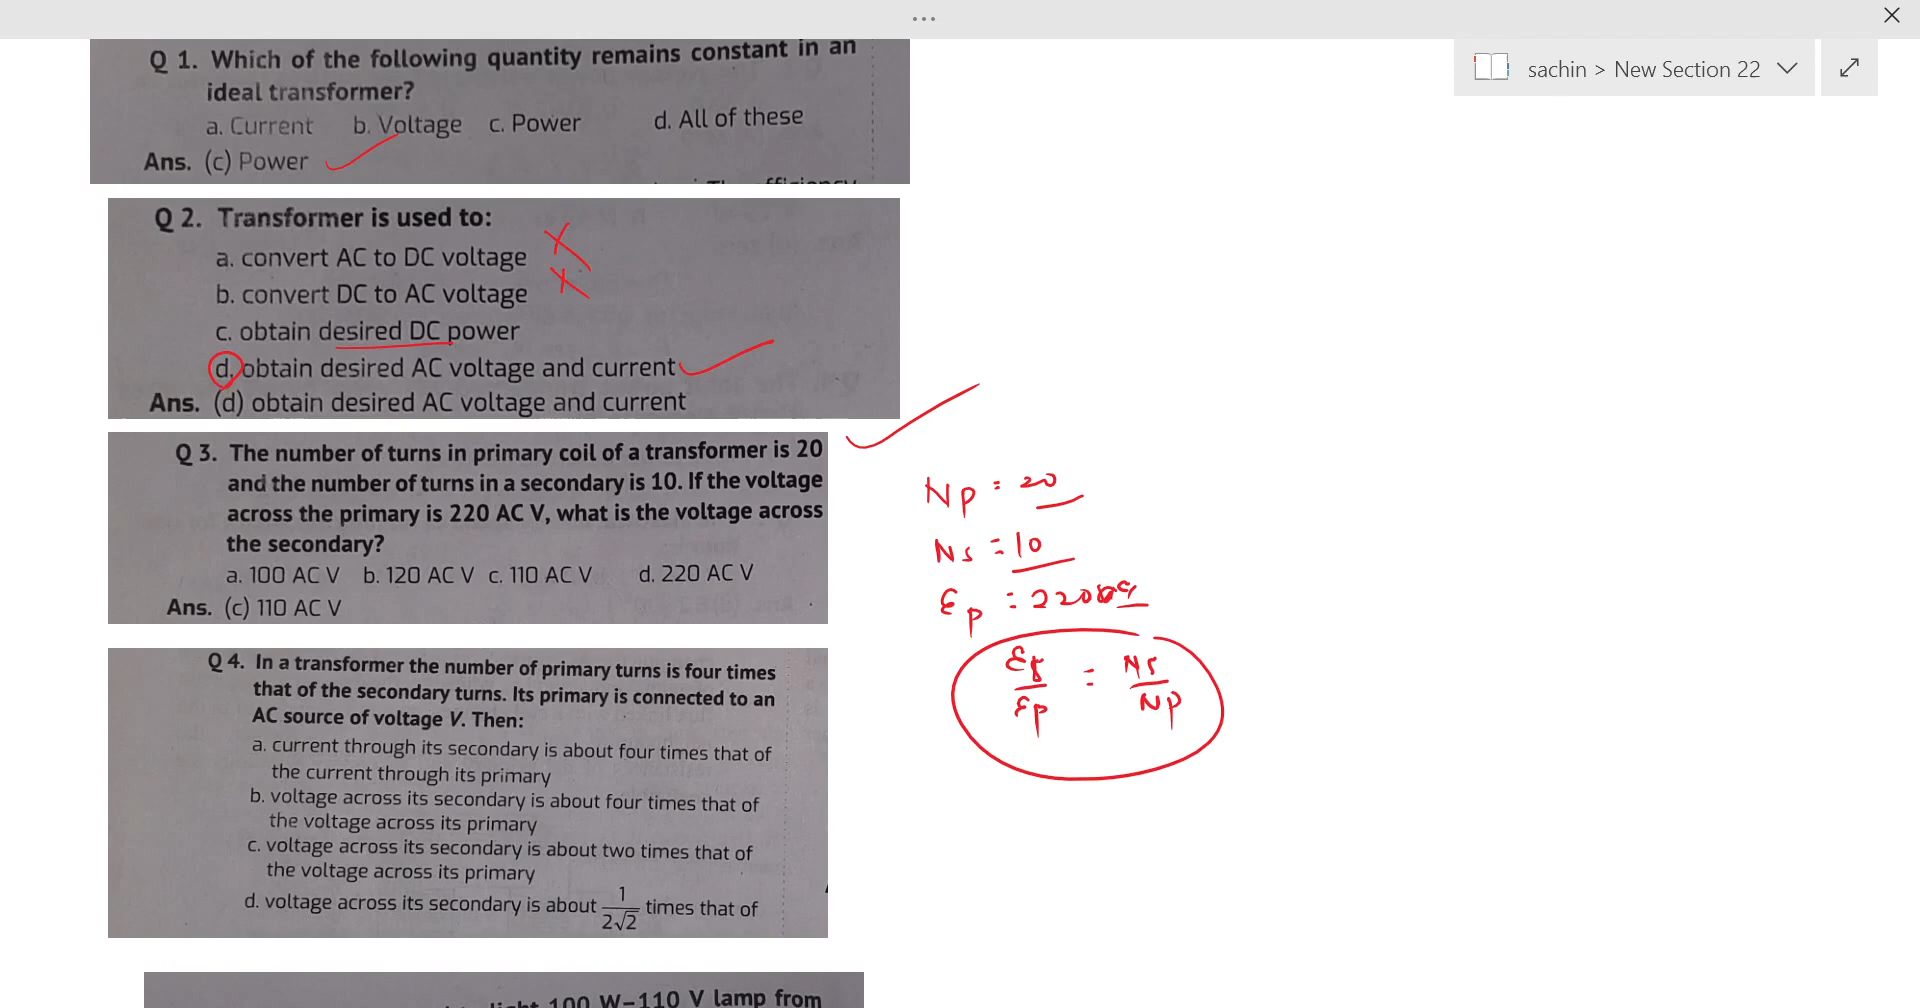 ...
sachin > New Section 22
Q 1. Which of the following quantity remains constant in an
ideal transformer?
a. Current b. Voltage c. Power d. All of these
Ans. (c) Power
Q 2. Transformer is used to:
a. convert AC to DC voltage
b. convert DC to AC voltage
c. obtain desired DC power
d. obtain desired AC voltage and current
Ans. (d) obtain desired AC voltage and current
Q 3. The number of turns in primary coil of a transformer is 20
and the number of turns in a secondary is 10. If the voltage
across the primary is 220 AC V, what is the voltage across
the secondary?
a. 100 AC V b. 120 AC V c. 110 AC V d. 220 AC V
Ans. (c) 110 AC V
Np = 20
Ns = 10
Ep = 220
Es/Ep = Ns/Np
Q 4. In a transformer the number of primary turns is four times
that of the secondary turns. Its primary is connected to an
AC source of voltage V. Then:
a. current through its secondary is about four times that of
the current through its primary
b. voltage across its secondary is about four times that of
the voltage across its primary
c. voltage across its secondary is about two times that of
the voltage across its primary
d. voltage across its secondary is about 1/2√2 times that of
100 W-110 V lamp from